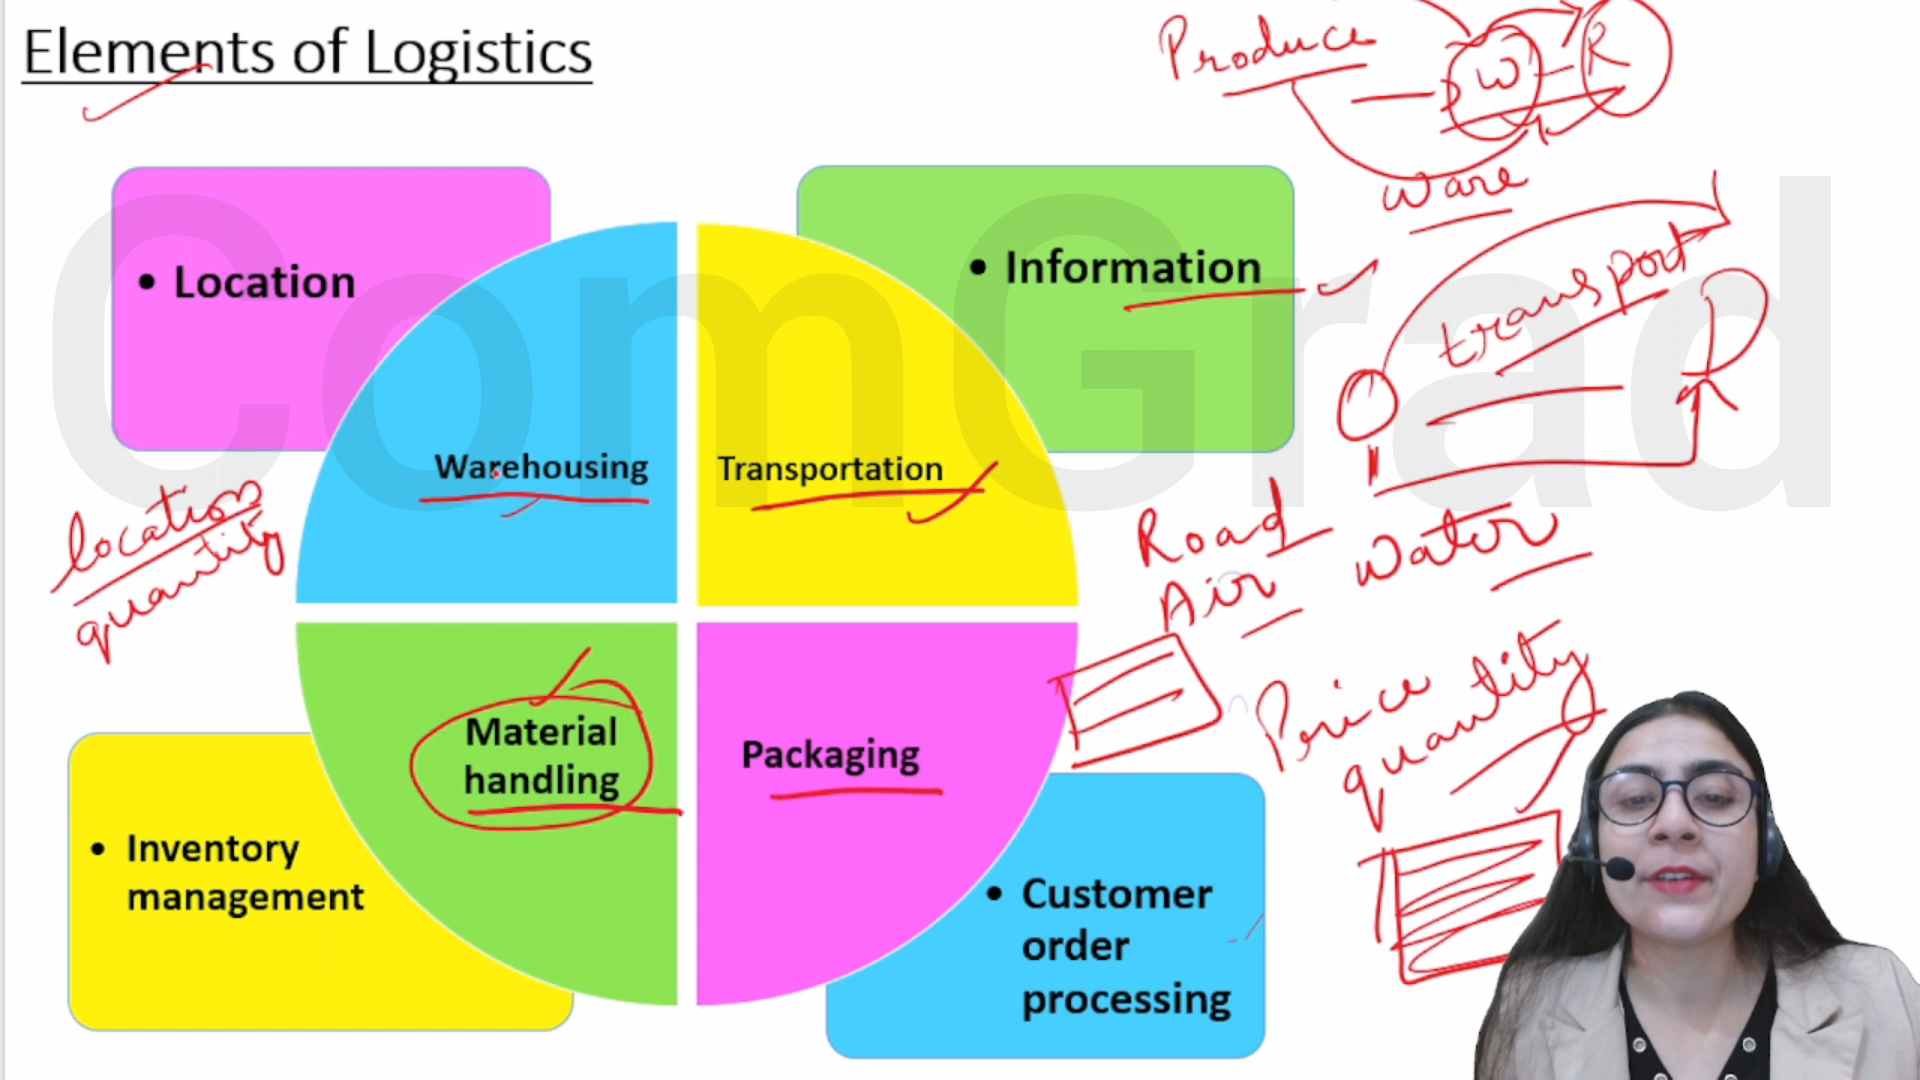 Elements of Logistics
Produce
W
R
Ware
• Location
• Information
transport
D
Warehousing
Transportation
location
quantity
Road
Air
Water
Material
handling
Packaging
Price
quantity
• Inventory
management
• Customer
order
processing
ComGrad